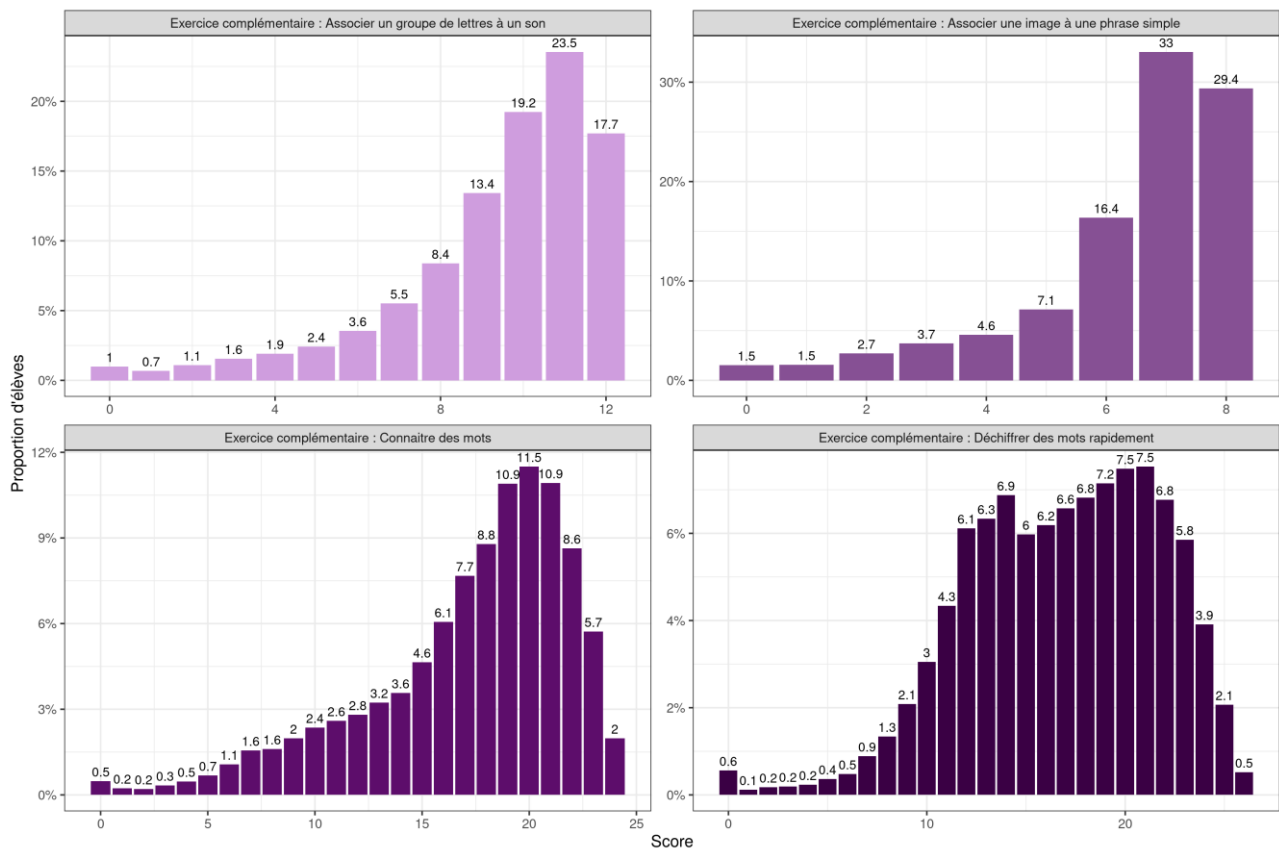 Exercice complémentaire : Associer un groupe de lettres à un son
Exercice complémentaire : Associer une image à une phrase simple
Proportion d'élèves
20%
15%
10%
5%
0%
1 0.7 1.1 1.6 1.9 2.4 3.6 5.5 8.4 13.4 19.2 23.5 17.7
0 4 8 12
30%
20%
10%
0%
1.5 1.5 2.7 3.7 4.6 7.1 16.4 33 29.4
0 2 4 6 8
Exercice complémentaire : Connaitre des mots
Exercice complémentaire : Déchiffrer des mots rapidement
12%
9%
6%
3%
0%
0.5 0.2 0.2 0.3 0.5 0.7 1.1 1.6 1.6 2 2.4 2.6 2.8 3.2 3.6 4.6 6.1 7.7 8.8 10.9 11.5 10.9 8.6 5.7 2
0 5 10 15 20 25
6%
4%
2%
0%
0.6 0.1 0.2 0.2 0.2 0.4 0.5 0.9 1.3 2.1 3 4.3 6.1 6.3 6.9 6 6.2 6.6 6.8 7.2 7.5 7.5 6.8 5.8 3.9 2.1 0.5
0 10 20
Score